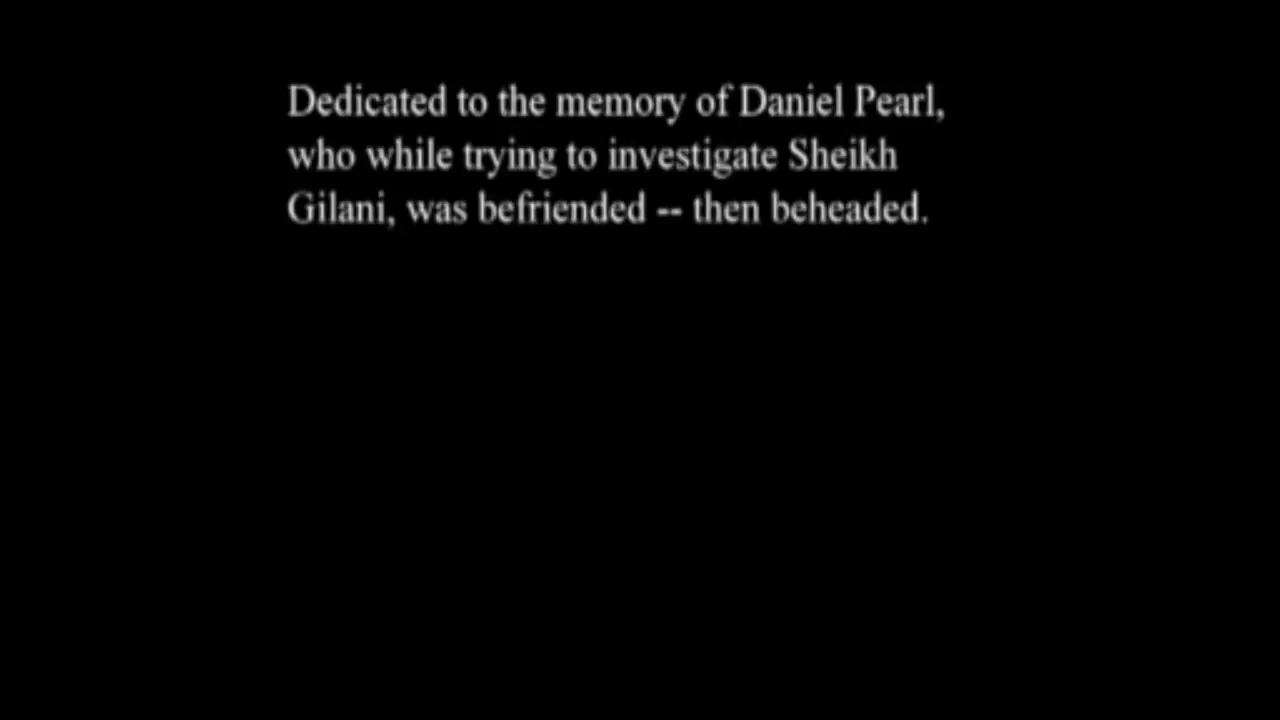 Dedicated to the memory of Daniel Pearl,
who while trying to investigate Sheikh
Gilani, was befriended -- then beheaded.